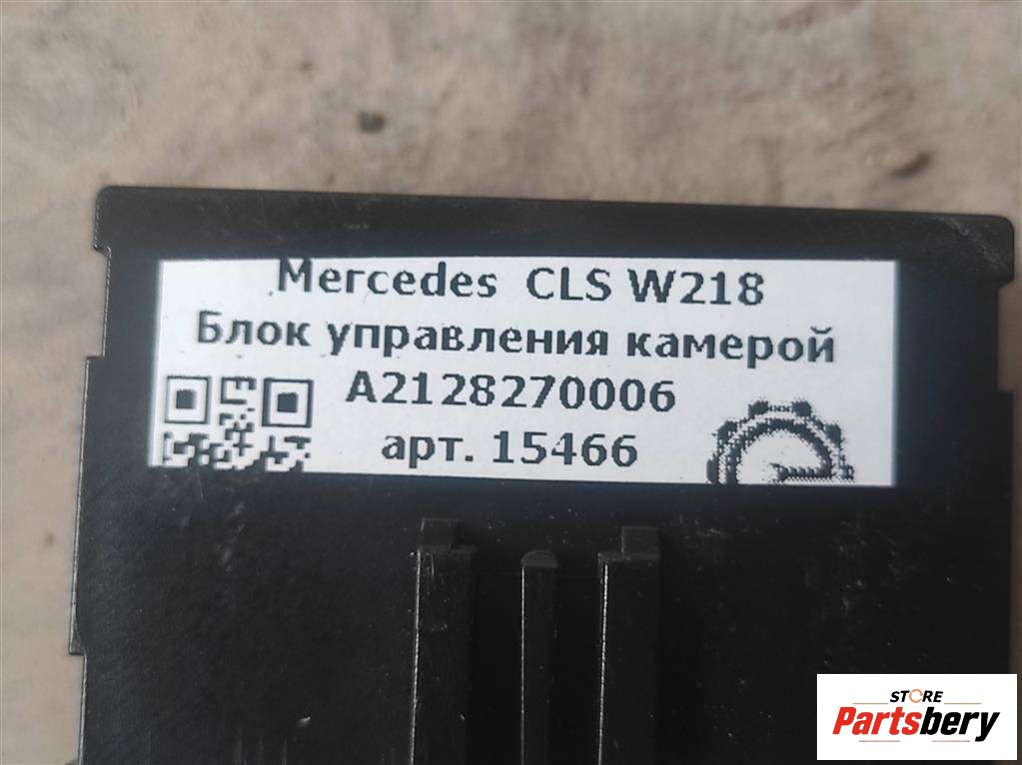 Mercedes CLS W218
Блок управления камерой
A2128270006
арт. 15466
STORE
Partsbery